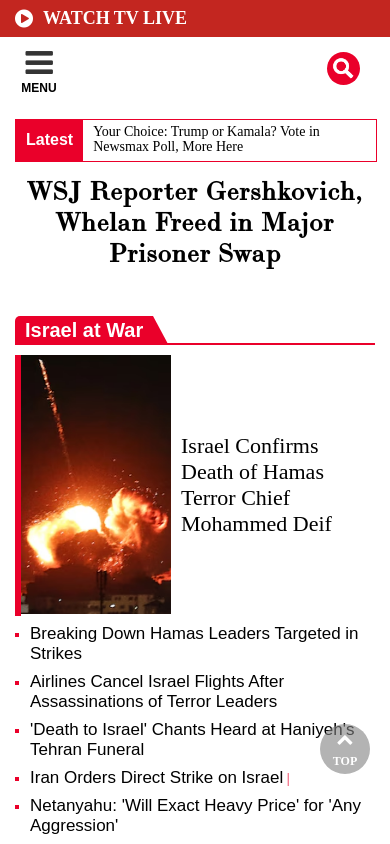 WATCH TV LIVE
MENU
Latest
Your Choice: Trump or Kamala? Vote in
Newsmax Poll, More Here
WSJ Reporter Gershkovich,
Whelan Freed in Major
Prisoner Swap
Israel at War
Israel Confirms
Death of Hamas
Terror Chief
Mohammed Deif
Breaking Down Hamas Leaders Targeted in
Strikes
Airlines Cancel Israel Flights After
Assassinations of Terror Leaders
'Death to Israel' Chants Heard at Haniyeh's
Tehran Funeral
Iran Orders Direct Strike on Israel |
Netanyahu: 'Will Exact Heavy Price' for 'Any
Aggression'
TOP